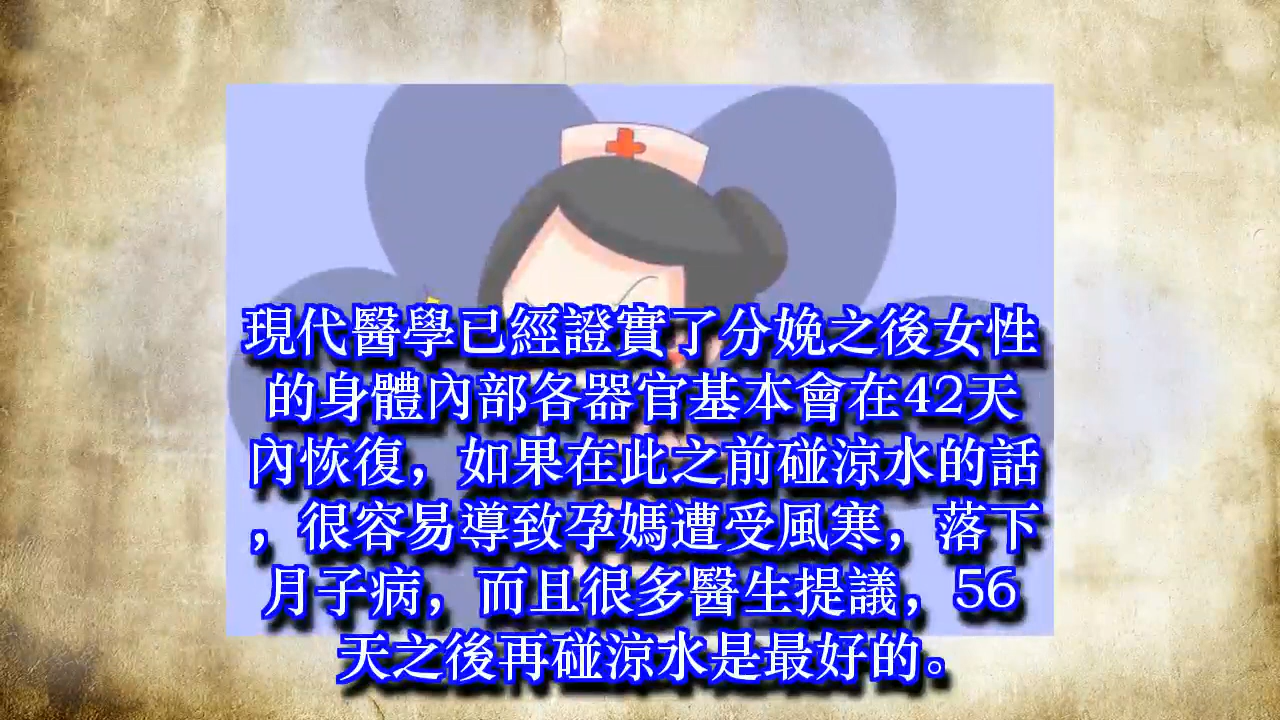 現代醫學已經證實了分娩之後女性
的身體內部各器官基本會在42天
內恢復，如果在此之前碰涼水的話
，很容易導致孕媽遭受風寒，落下
月子病，而且很多醫生提議，56
天之後再碰涼水是最好的。